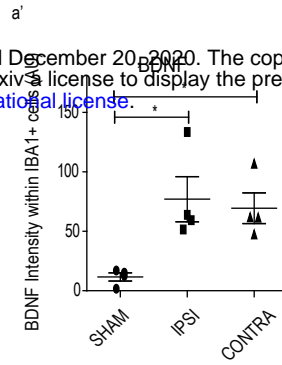 a'
December 20, 2020. The cop
a license to display the pre
ational license.
BDNF
*
*
BDNF Intensity within IBA1+ cells (AU)
150
100
50
0
SHAM
IPSI
CONTRA